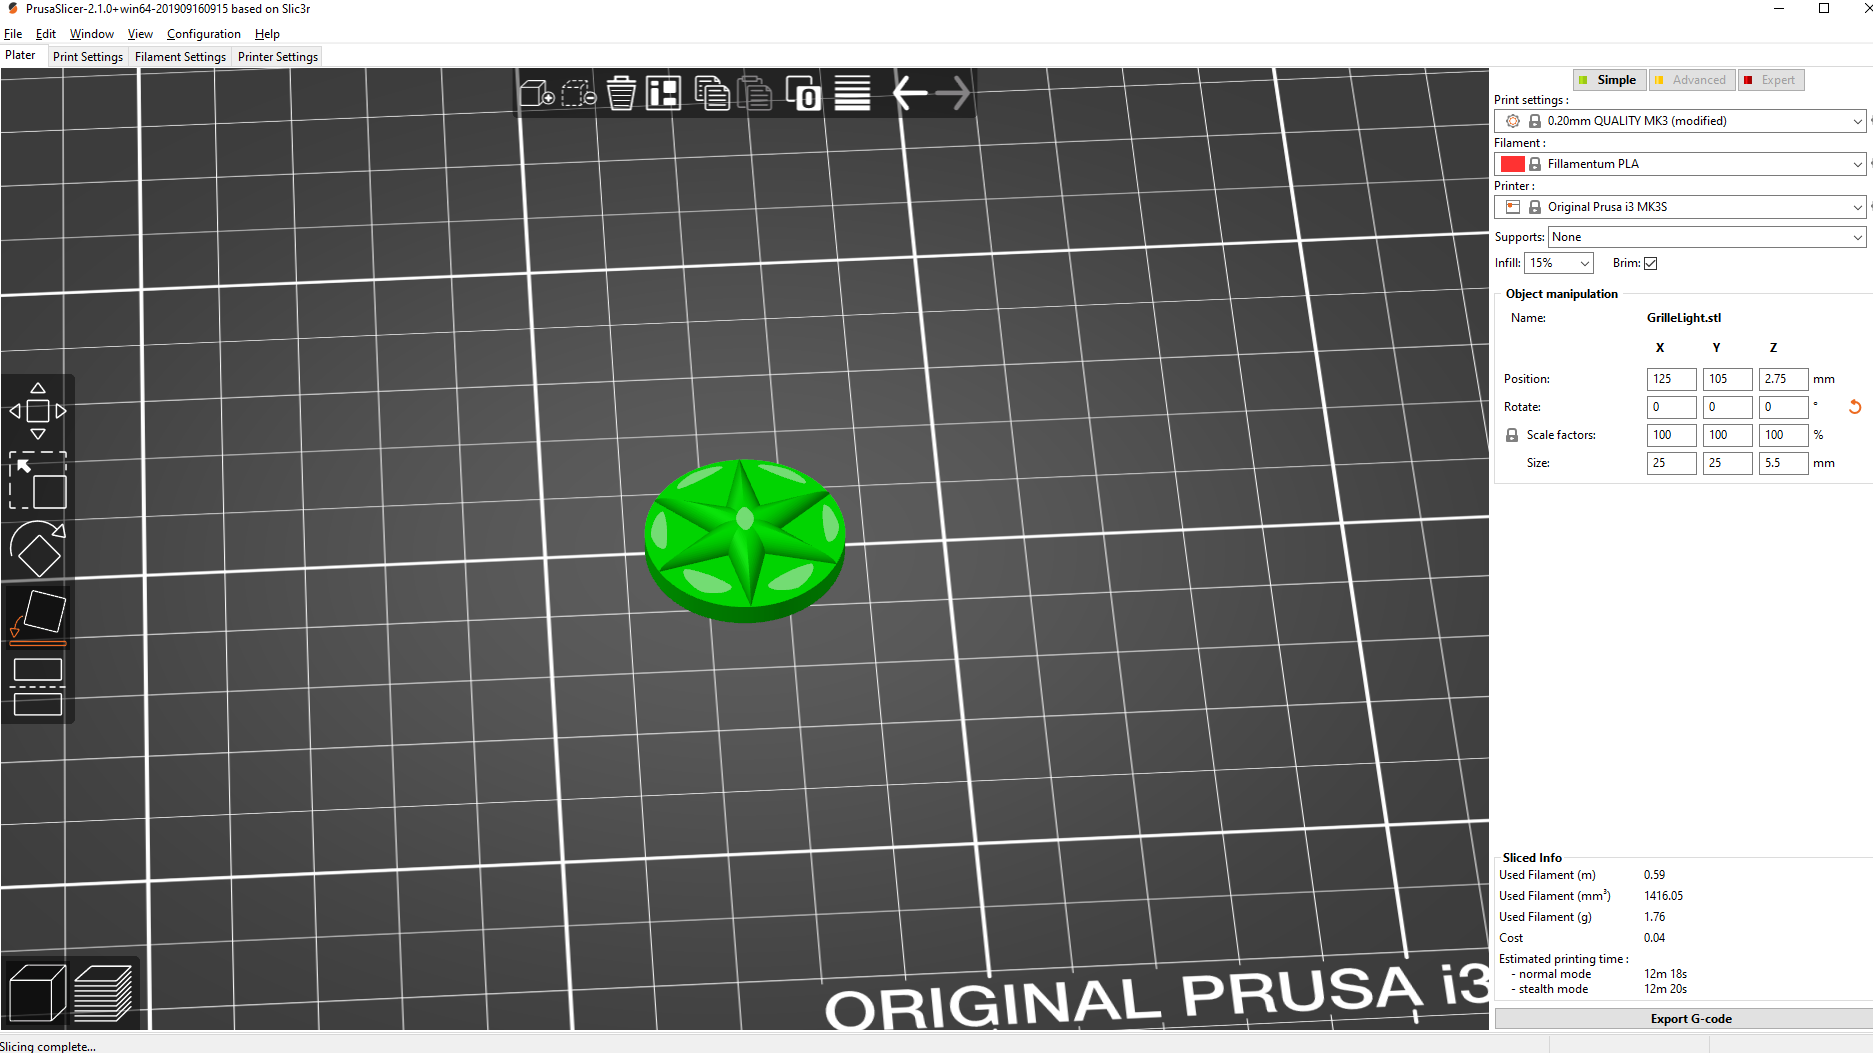 PrusaSlicer-2.1.0+win64-201909160915 based on Slic3r
File Edit Window View Configuration Help
Plater Print Settings Filament Settings Printer Settings
0
Simple Advanced Expert
Print settings :
0.20mm QUALITY MK3 (modified)
Filament :
Fillamentum PLA
Printer :
Original Prusa i3 MK3S
Supports: None
Infill: 15% Brim:
Object manipulation
Name: GrilleLight.stl
X Y Z
Position: 125 105 2.75 mm
Rotate: 0 0 0 °
Scale factors: 100 100 100 %
Size: 25 25 5.5 mm
Sliced Info
Used Filament (m) 0.59
Used Filament (mm³) 1416.05
Used Filament (g) 1.76
Cost 0.04
Estimated printing time :
- normal mode 12m 18s
- stealth mode 12m 20s
ORIGINAL PRUSA i3
Export G-code
Slicing complete...